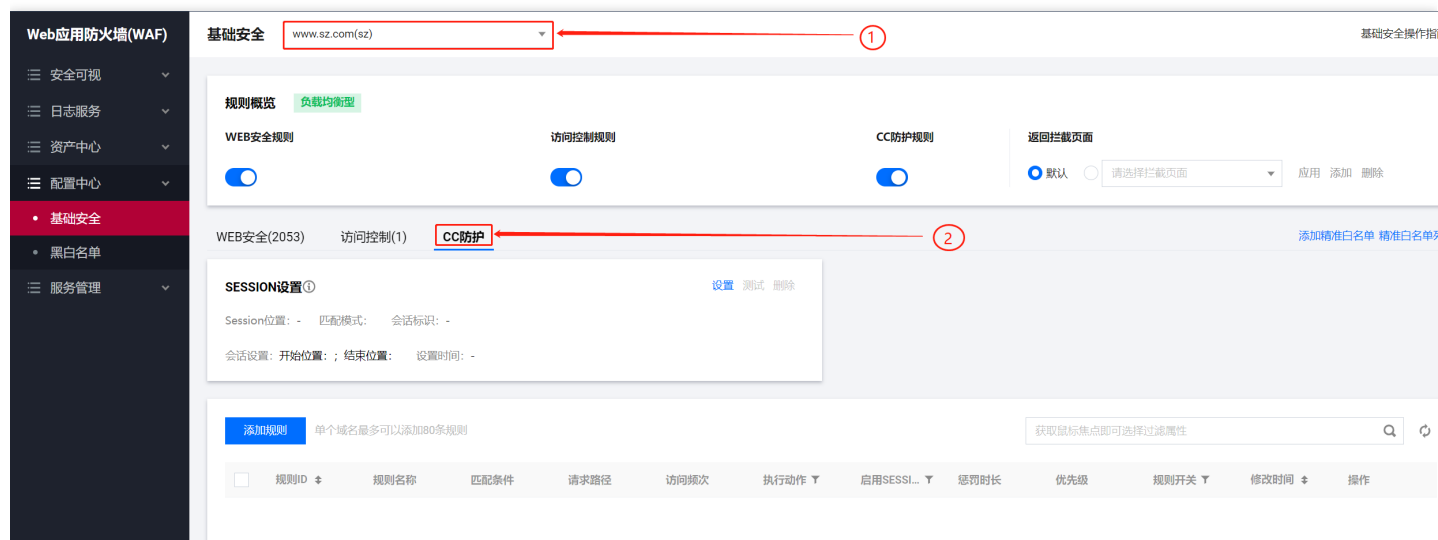 Web应用防火墙(WAF)
基础安全
www.sz.com(sz)
1
基础安全操作指
安全可视
日志服务
资产中心
配置中心
基础安全
黑白名单
服务管理
规则概览
负载均衡型
WEB安全规则
访问控制规则
CC防护规则
返回拦截页面
默认
请选择拦截页面
应用 添加 删除
WEB安全(2053)
访问控制(1)
CC防护
2
添加精准白名单 精准白名单列
SESSION设置
设置 测试 删除
Session位置: - 匹配模式: 会话标识: -
会话设置: 开始位置: ; 结束位置: 设置时间: -
添加规则
单个域名最多可以添加80条规则
获取鼠标焦点即可选择过滤属性
规则ID 规则名称 匹配条件 请求路径 访问频次 执行动作 启用SESSI... 惩罚时长 优先级 规则开关 修改时间 操作